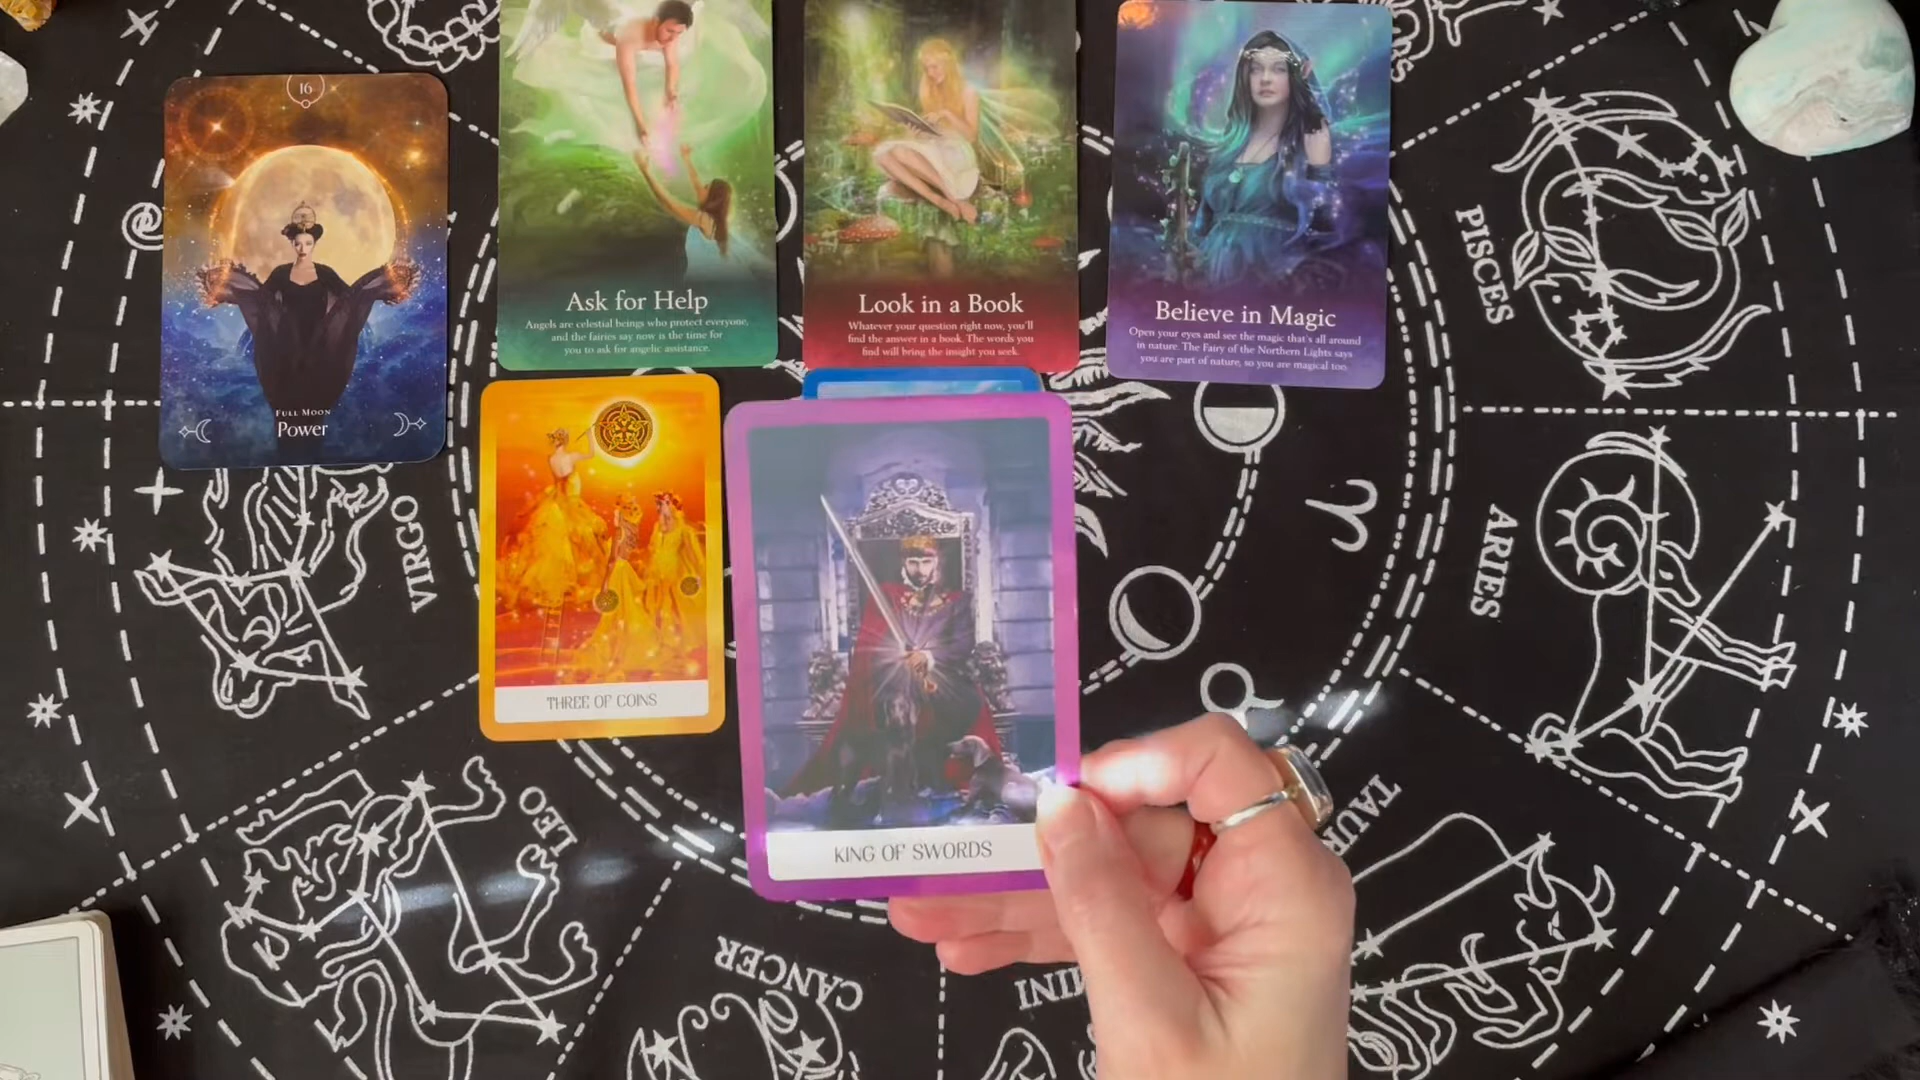 16
FULL MOON
Power
Ask for Help
Angels are celestial beings who protect everyone,
and the fairies say now is the time for
you to ask for angelic assistance.
Look in a Book
Whatever your question right now, you'll
find the answer in a book. The words you
find will bring the insight you seek.
Believe in Magic
Open your eyes and see the magic that's all around
in nature. The Fairy of the Northern Lights says
you are part of nature, so you are magical too.
THREE OF COINS
KING OF SWORDS
PISCES
ARIES
TAUR
MINI
CANCER
LEO
VIRGO